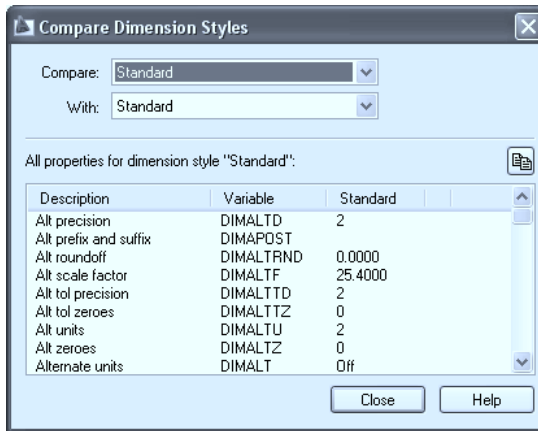 Compare Dimension Styles
Compare: Standard
With: Standard
All properties for dimension style "Standard":
Description Variable Standard
Alt precision DIMALTD 2
Alt prefix and suffix DIMAPOST
Alt roundoff DIMALTRND 0.0000
Alt scale factor DIMALTF 25.4000
Alt tol precision DIMALTTD 2
Alt tol zeroes DIMALTTZ 0
Alt units DIMALTU 2
Alt zeroes DIMALTZ 0
Alternate units DIMALT Off
Close Help